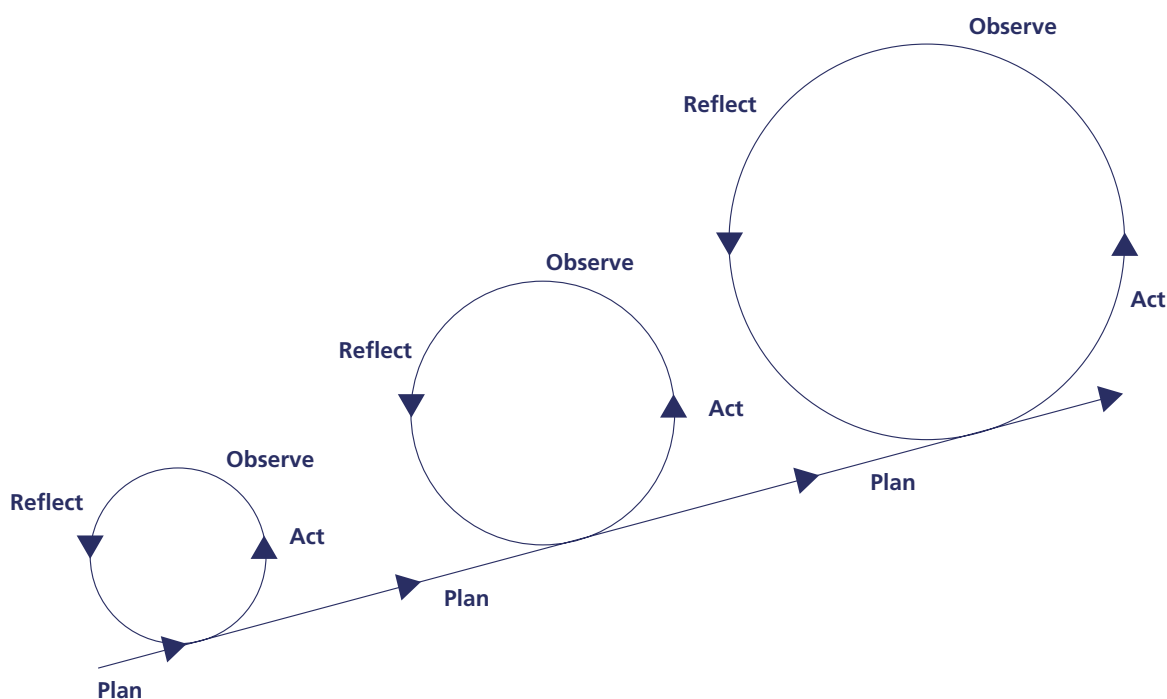 Observe
Reflect
Act
Plan
Observe
Reflect
Act
Plan
Observe
Reflect
Act
Plan